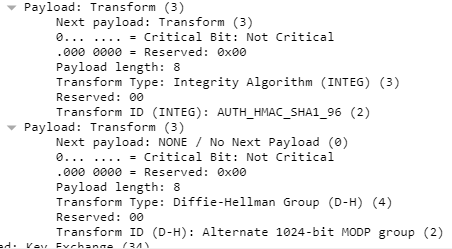 Payload: Transform (3)
Next payload: Transform (3)
0... .... = Critical Bit: Not Critical
.000 0000 = Reserved: 0x00
Payload length: 8
Transform Type: Integrity Algorithm (INTEG) (3)
Reserved: 00
Transform ID (INTEG): AUTH_HMAC_SHA1_96 (2)
Payload: Transform (3)
Next payload: NONE / No Next Payload (0)
0... .... = Critical Bit: Not Critical
.000 0000 = Reserved: 0x00
Payload length: 8
Transform Type: Diffie-Hellman Group (D-H) (4)
Reserved: 00
Transform ID (D-H): Alternate 1024-bit MODP group (2)
ad: Key Exchange (34)